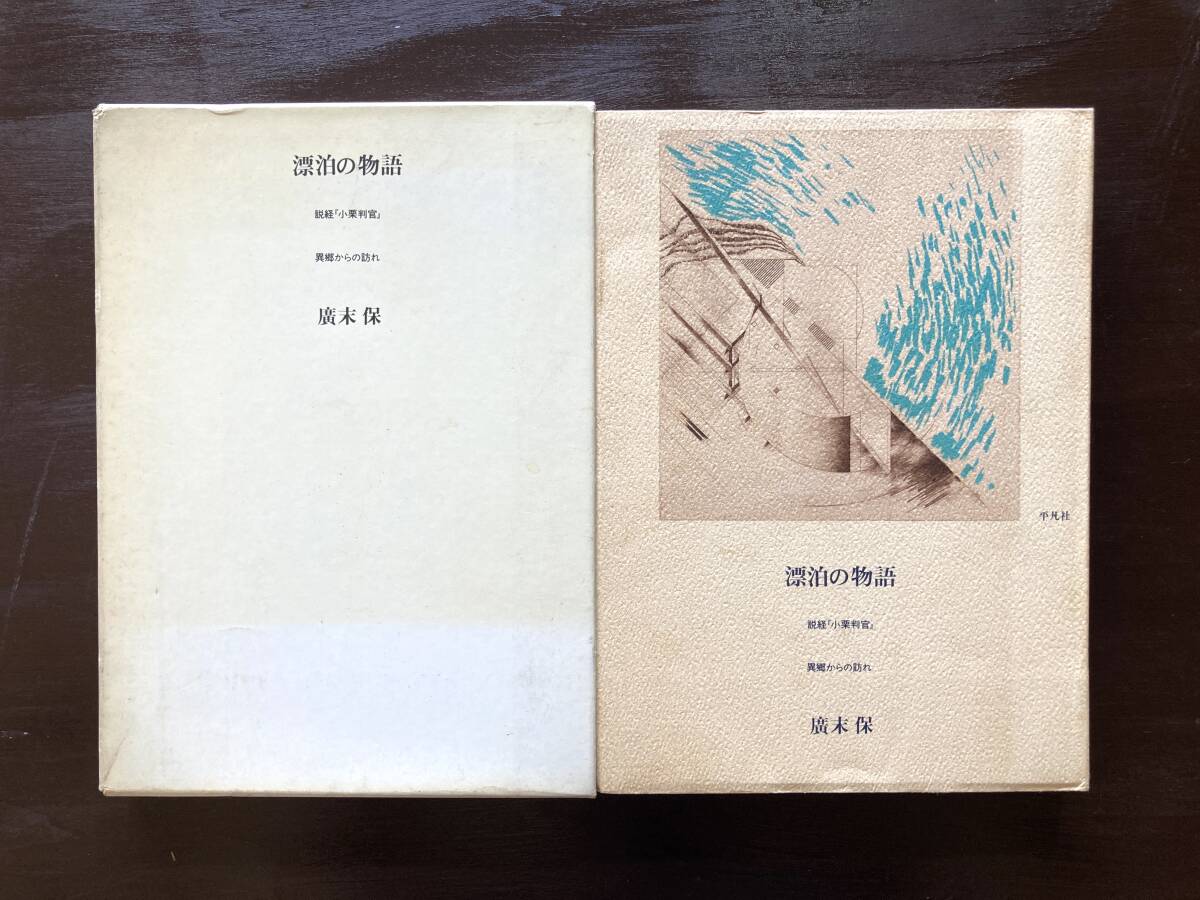 漂泊の物語
説経『小栗判官』
異郷からの訪れ
廣末 保
平凡社
漂泊の物語
説経『小栗判官』
異郷からの訪れ
廣末 保